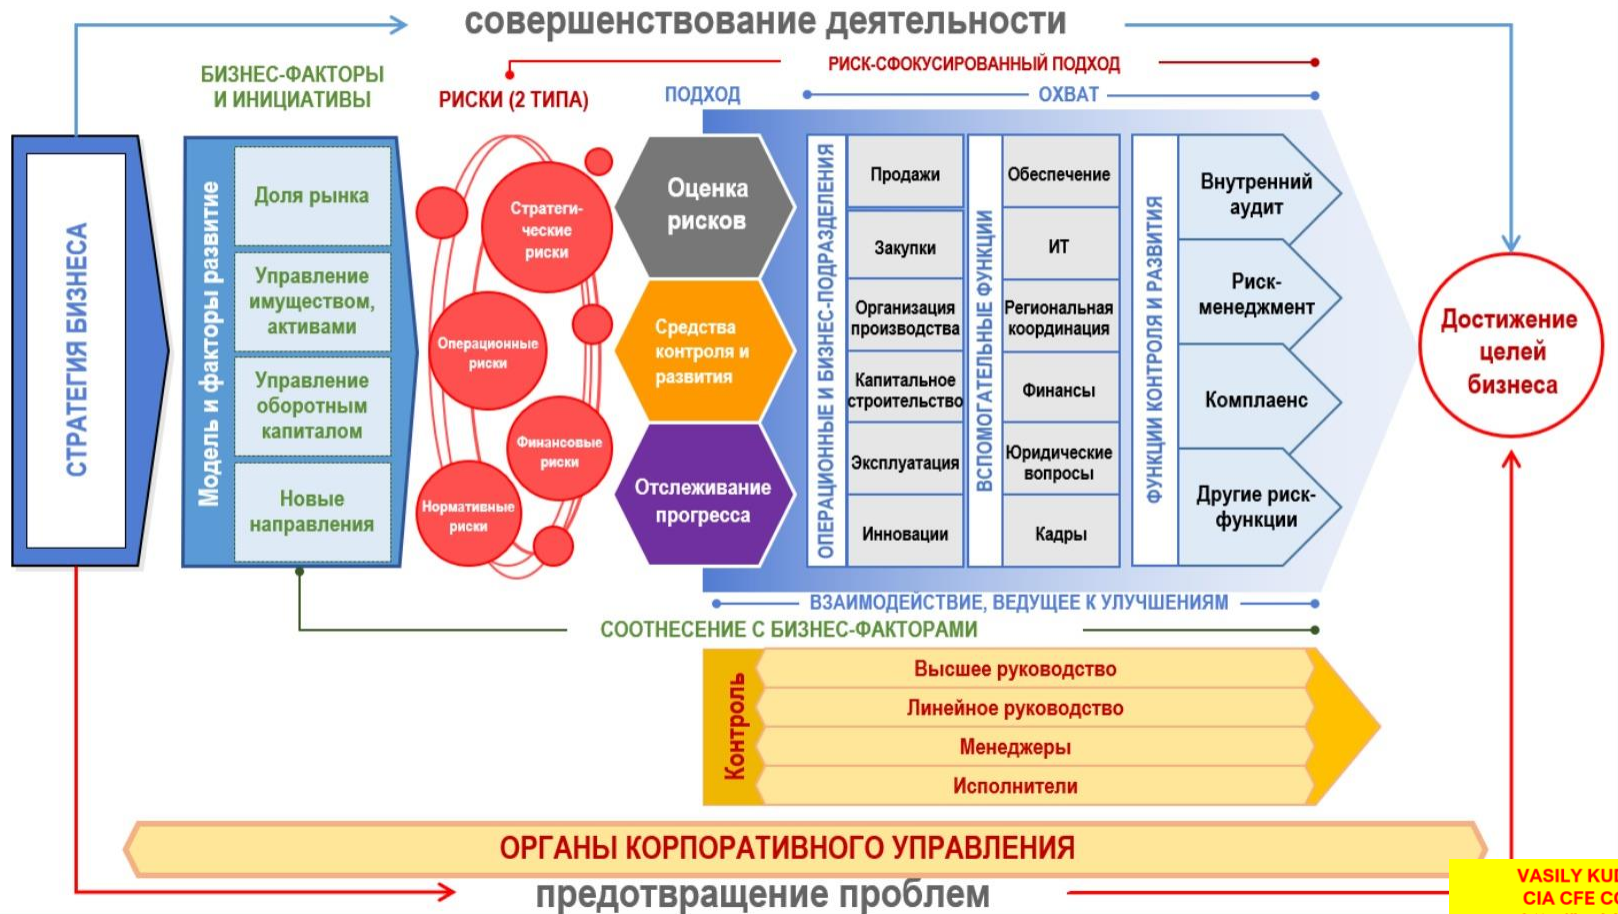 совершенствование деятельности
БИЗНЕС-ФАКТОРЫ
И ИНИЦИАТИВЫ
РИСКИ (2 ТИПА)
РИСК-СФОКУСИРОВАННЫЙ ПОДХОД
ПОДХОД
ОХВАТ
СТРАТЕГИЯ БИЗНЕСА
Модель и факторы развитие
Доля рынка
Управление
имуществом,
активами
Управление
оборотным
капиталом
Новые
направления
Стратеги-
ческие
риски
Операционные
риски
Финансовые
риски
Нормативные
риски
Оценка
рисков
Средства
контроля и
развития
Отслеживание
прогресса
ОПЕРАЦИОННЫЕ И БИЗНЕС-ПОДРАЗДЕЛЕНИЯ
Продажи
Закупки
Организация
производства
Капитальное
строительство
Эксплуатация
Инновации
ВСПОМОГАТЕЛЬНЫЕ ФУНКЦИИ
Обеспечение
ИТ
Региональная
координация
Финансы
Юридические
вопросы
Кадры
ФУНКЦИИ КОНТРОЛЯ И РАЗВИТИЯ
Внутренний
аудит
Риск-
менеджмент
Комплаенс
Другие риск-
функции
Достижение
целей
бизнеса
ВЗАИМОДЕЙСТВИЕ, ВЕДУЩЕЕ К УЛУЧШЕНИЯМ
СООТНЕСЕНИЕ С БИЗНЕС-ФАКТОРАМИ
Контроль
Высшее руководство
Линейное руководство
Менеджеры
Исполнители
ОРГАНЫ КОРПОРАТИВНОГО УПРАВЛЕНИЯ
предотвращение проблем
VASILY
CIA CFE